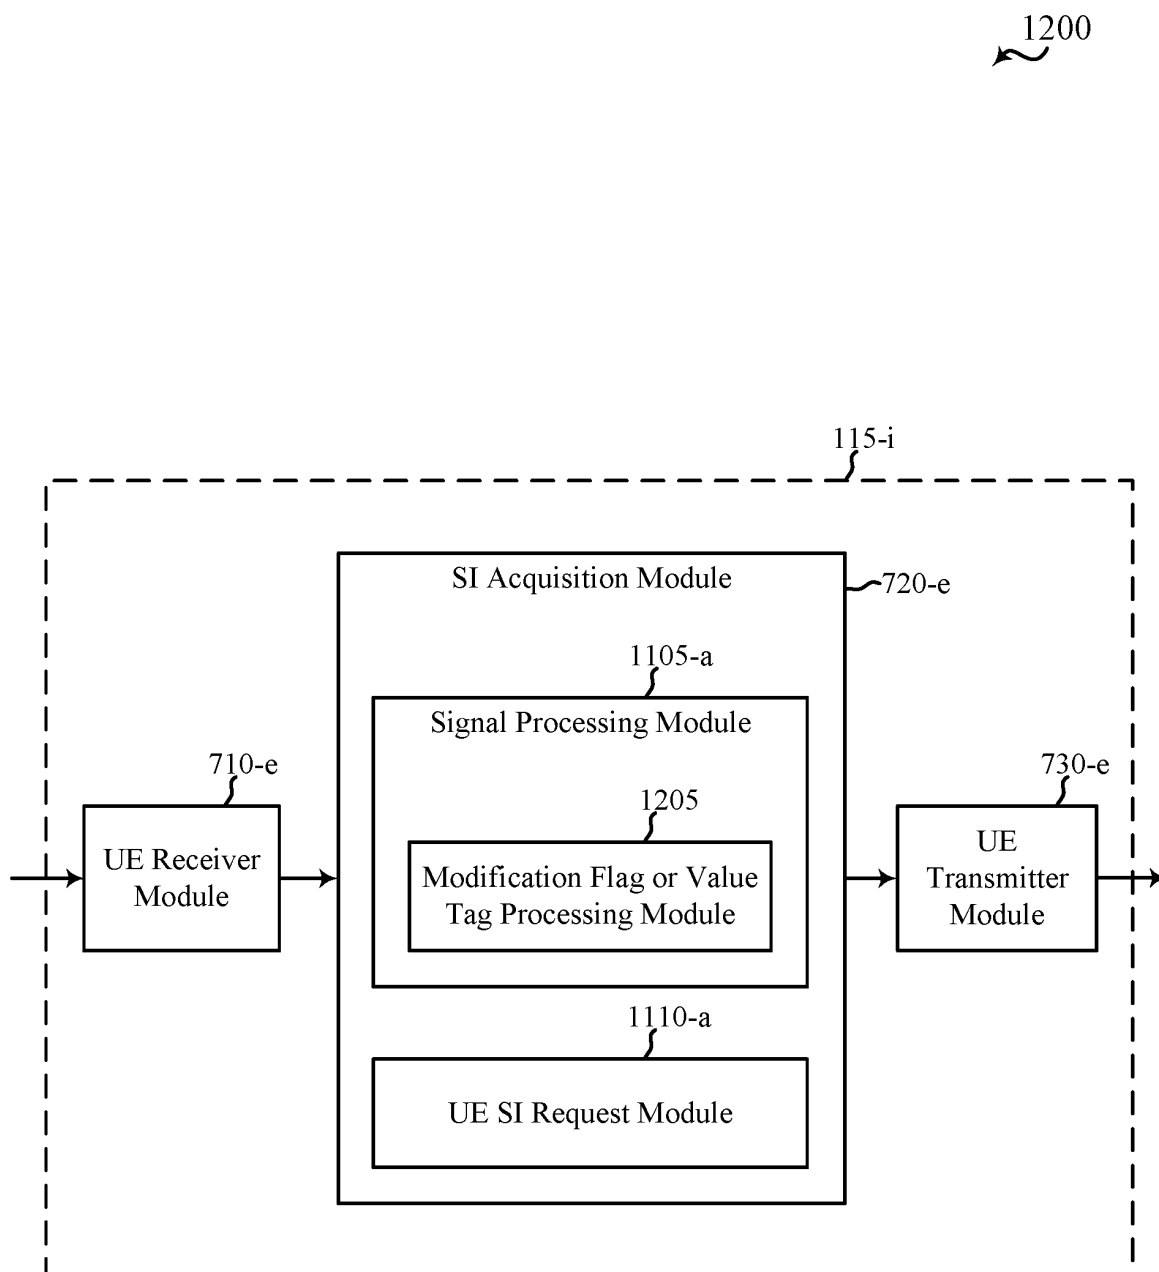 1200
115-i
SI Acquisition Module
720-e
1105-a
Signal Processing Module
710-e
730-e
1205
UE Receiver
Module
Modification Flag or Value
Tag Processing Module
UE
Transmitter
Module
1110-a
UE SI Request Module